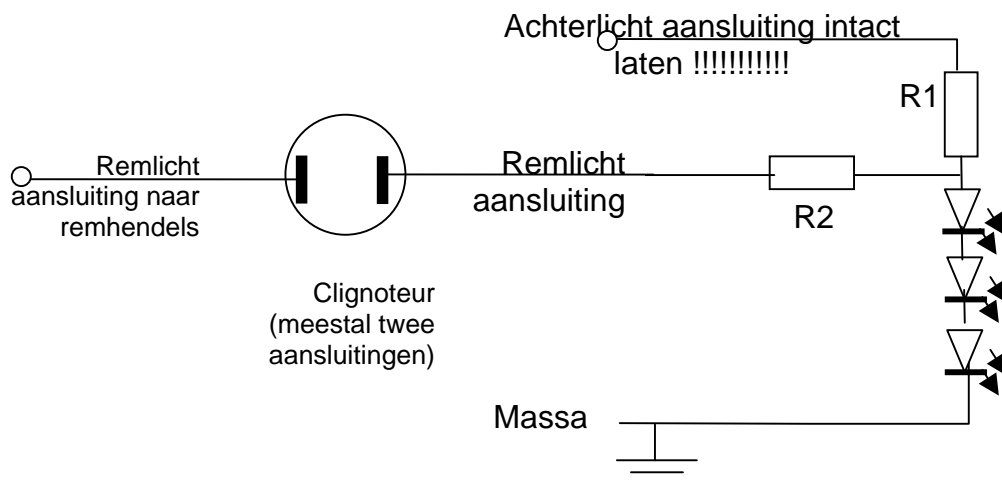 Achterlicht aansluiting intact
laten !!!!!!!!!!!
R1
Remlicht
aansluiting naar
remhendels
Remlicht
aansluiting
R2
Clignoteur
(meestal twee
aansluitingen)
Massa